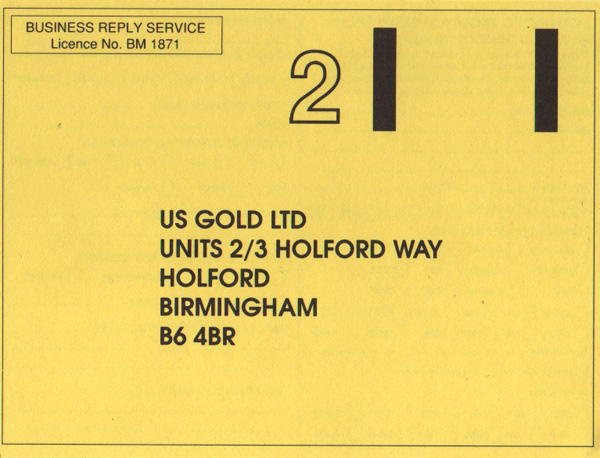 BUSINESS REPLY SERVICE
Licence No. BM 1871
2
US GOLD LTD
UNITS 2/3 HOLFORD WAY
HOLFORD
BIRMINGHAM
B6 4BR